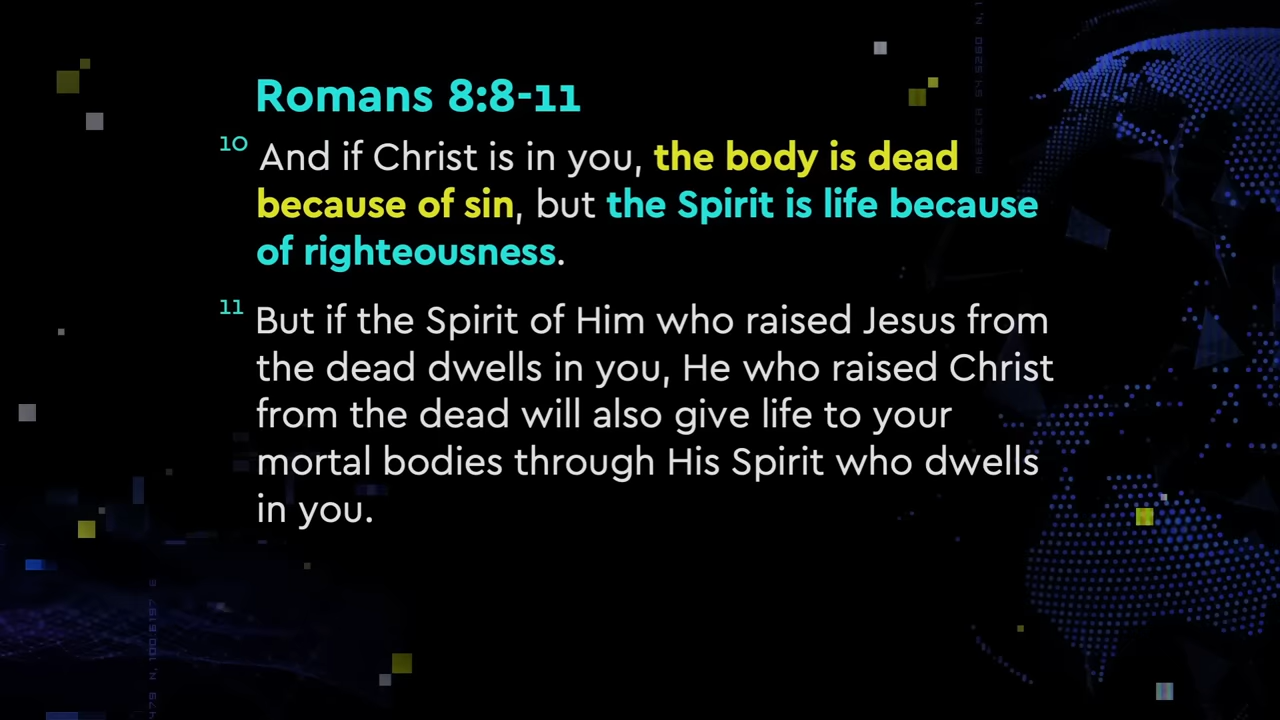 Romans 8:8-11
10 And if Christ is in you, the body is dead
because of sin, but the Spirit is life because
of righteousness.
11 But if the Spirit of Him who raised Jesus from
the dead dwells in you, He who raised Christ
from the dead will also give life to your
mortal bodies through His Spirit who dwells
in you.